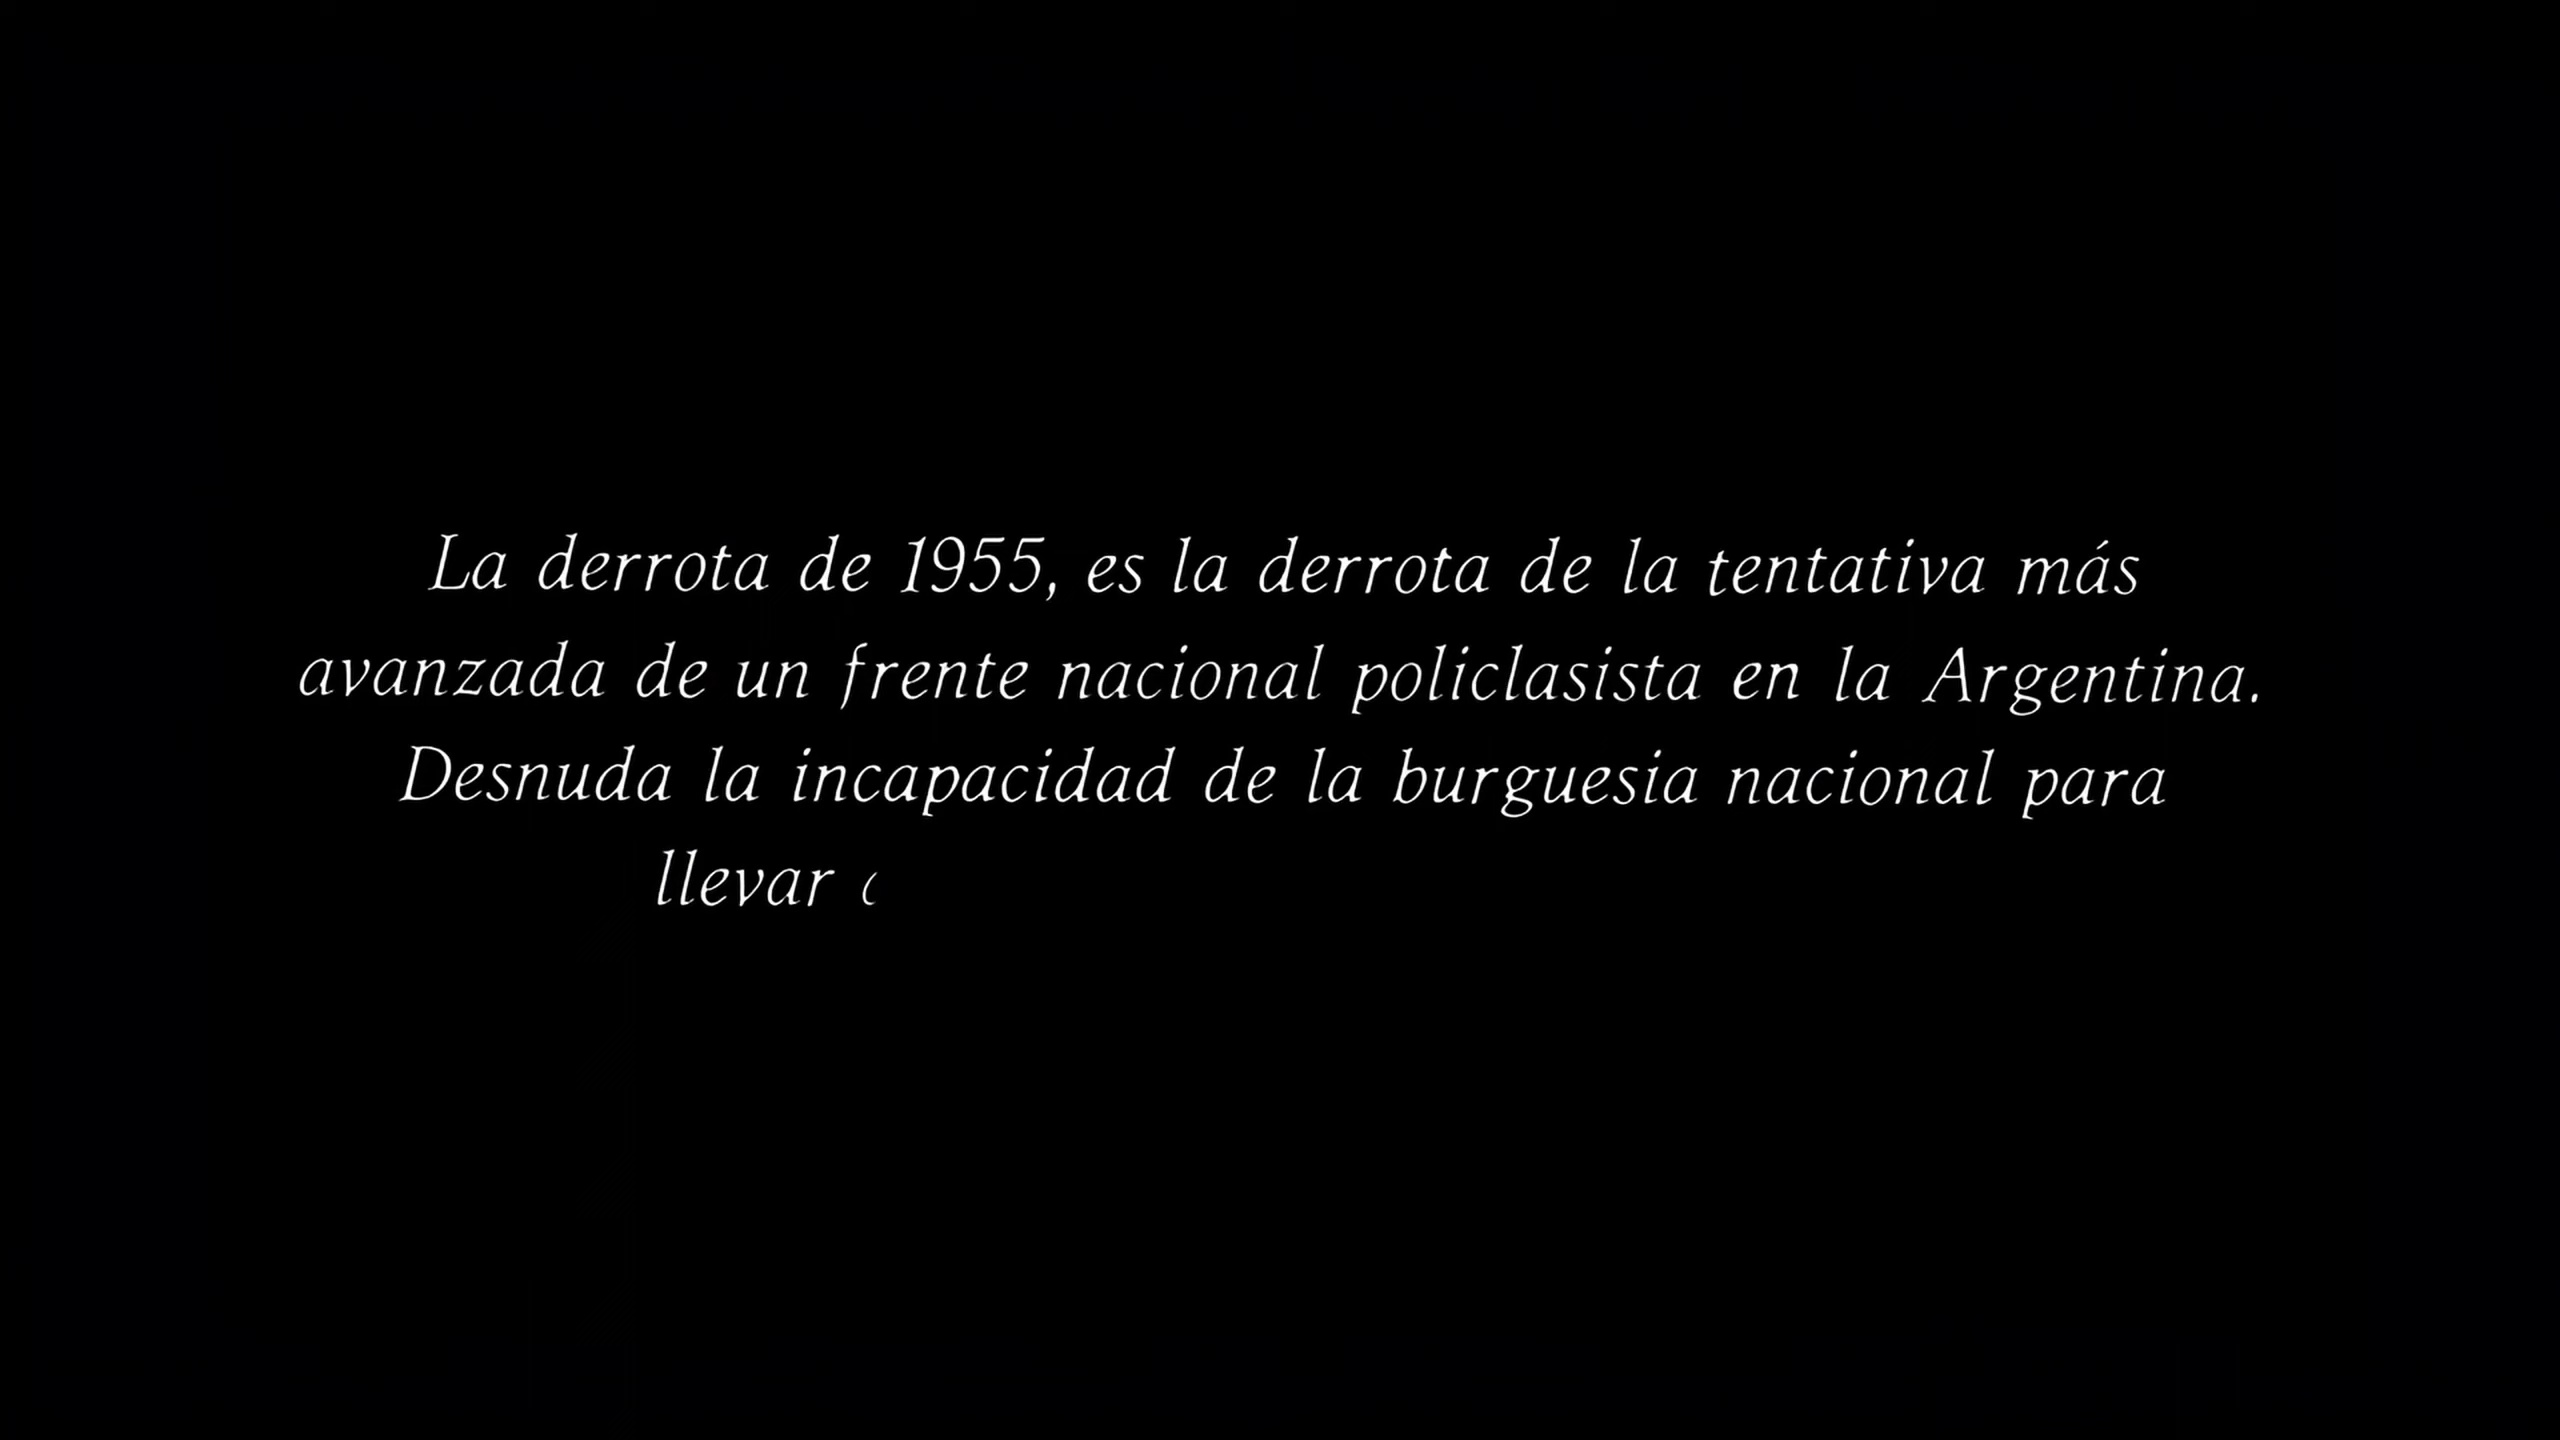 La derrota de 1955, es la derrota de la tentativa más
avanzada de un frente nacional policlasista en la Argentina.
Desnuda la incapacidad de la burguesia nacional para
llevar